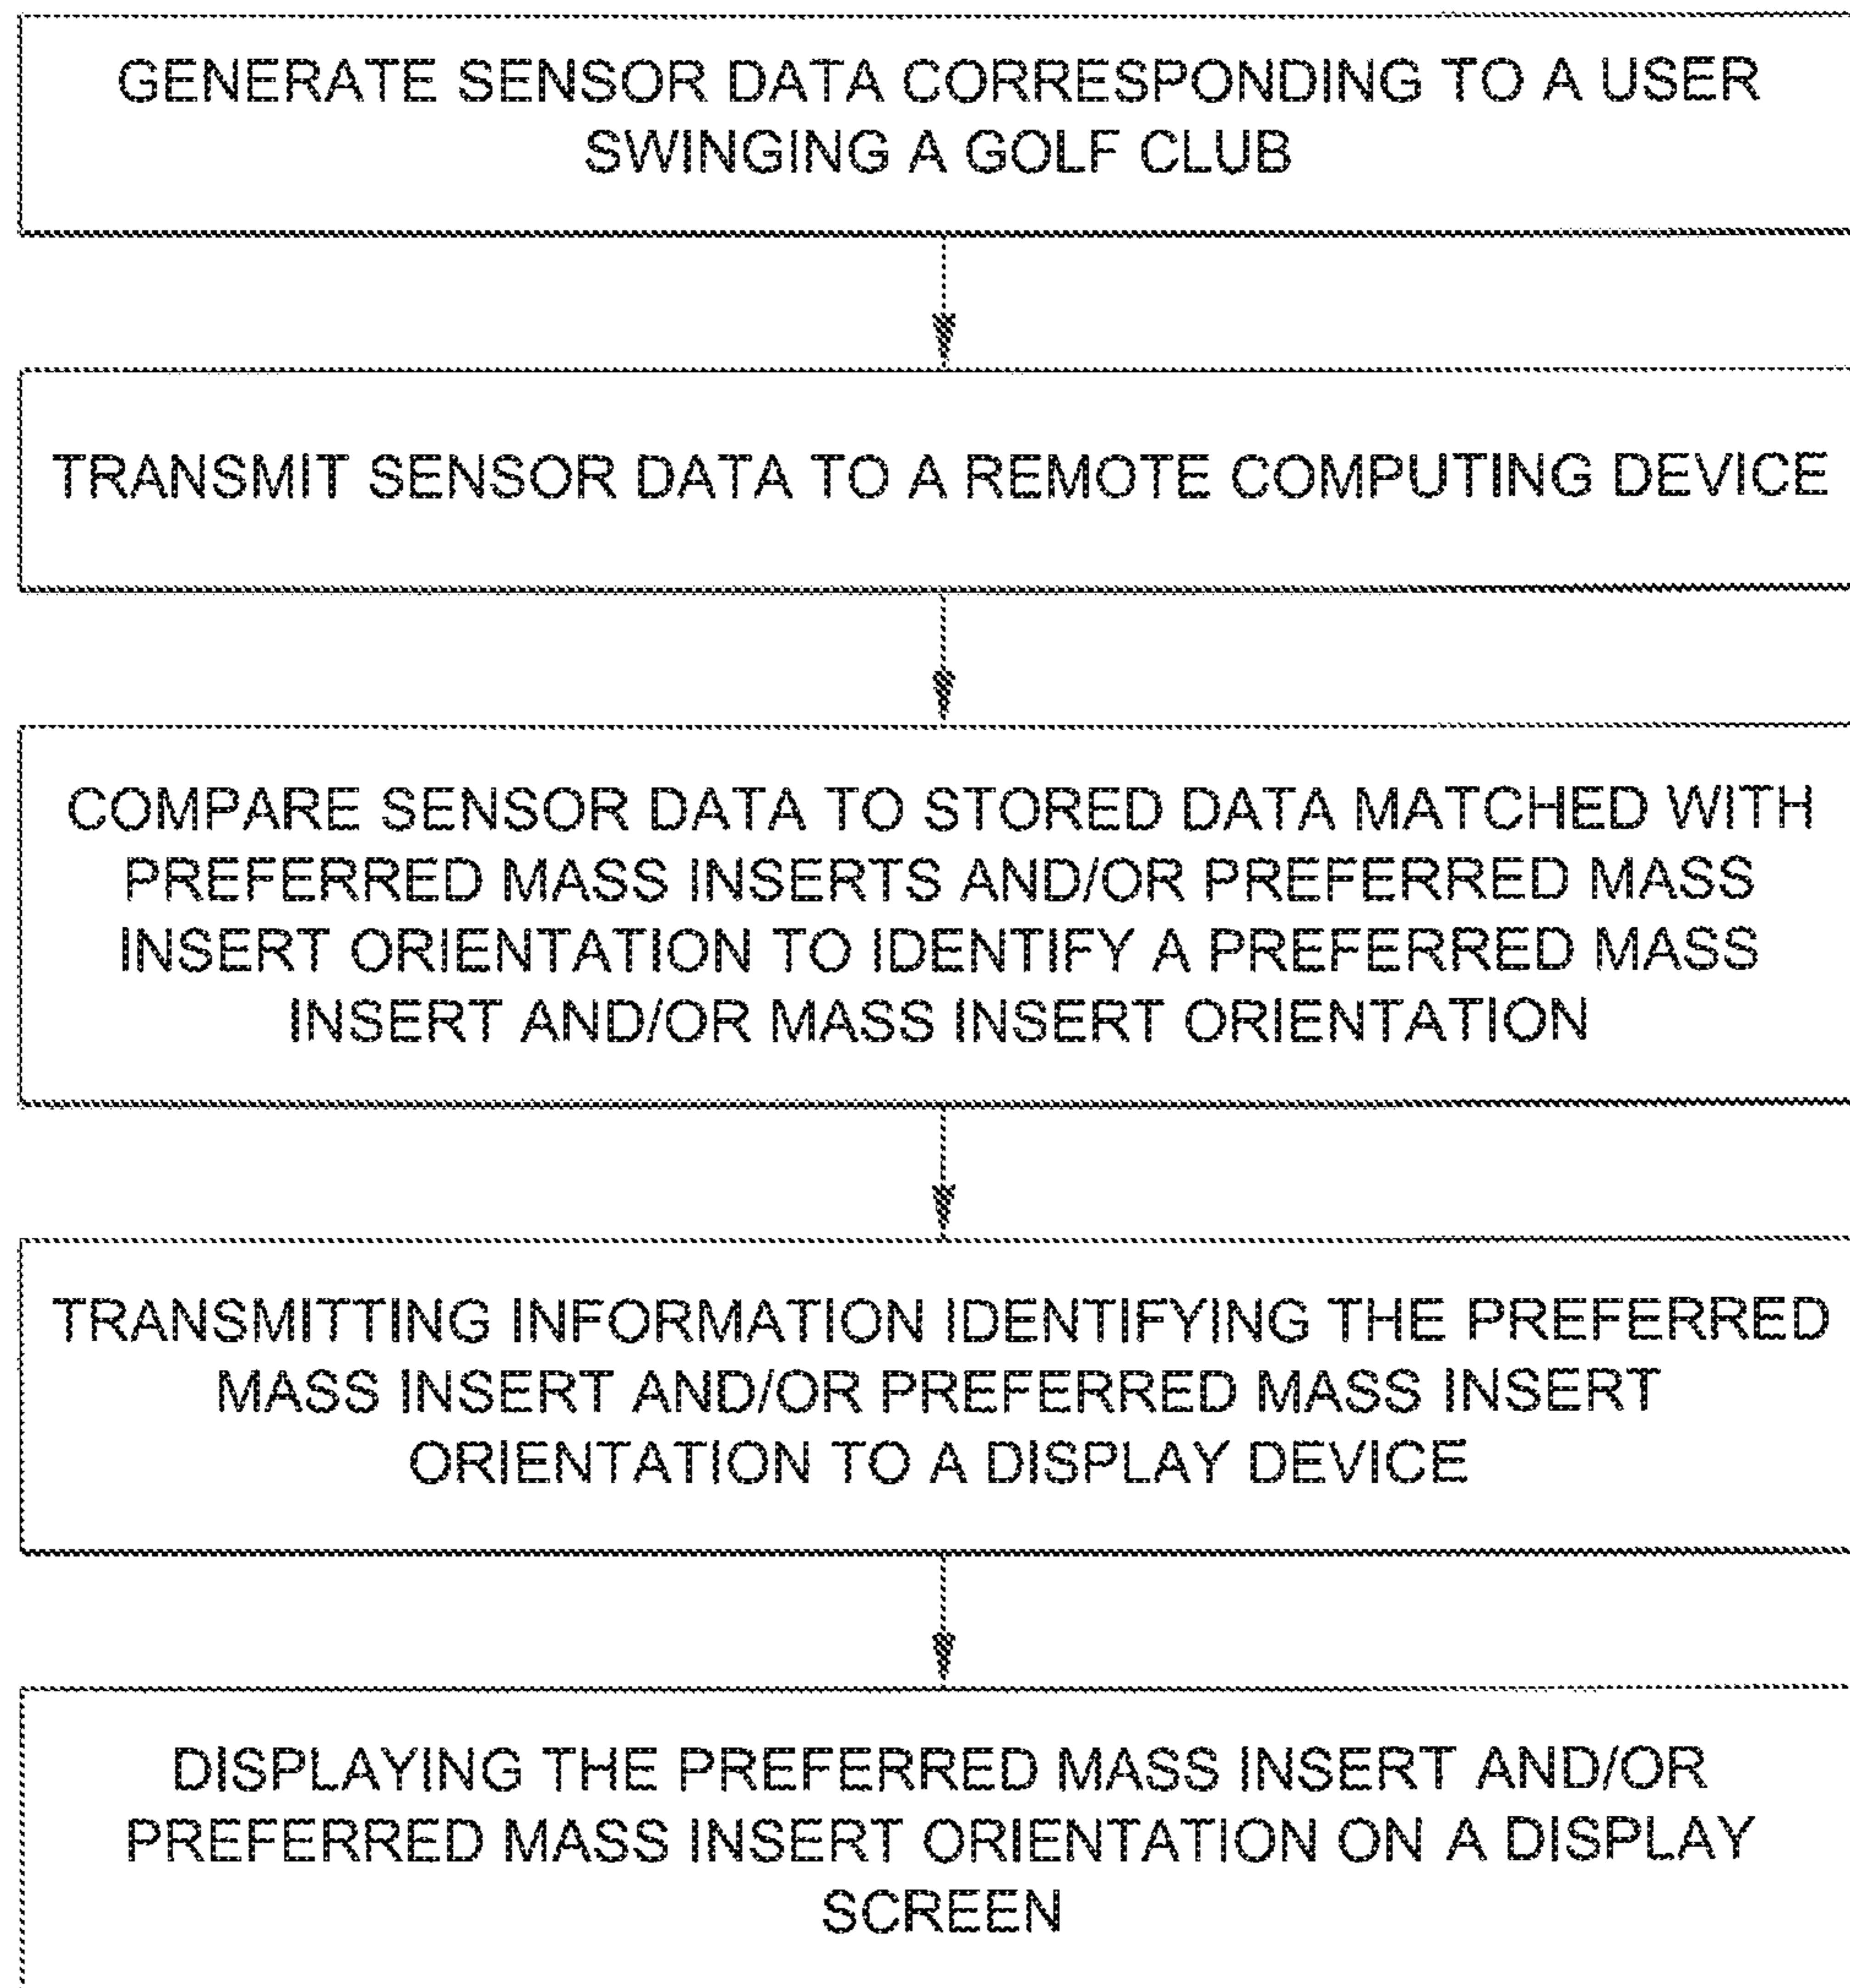 GENERATE SENSOR DATA CORRESPONDING TO A USER
SWINGING A GOLF CLUB
TRANSMIT SENSOR DATA TO A REMOTE COMPUTING DEVICE
COMPARE SENSOR DATA TO STORED DATA MATCHED WITH
PREFERRED MASS INSERTS AND/OR PREFERRED MASS
INSERT ORIENTATION TO IDENTIFY A PREFERRED MASS
INSERT AND/OR MASS INSERT ORIENTATION
TRANSMITTING INFORMATION IDENTIFYING THE PREFERRED
MASS INSERT AND/OR PREFERRED MASS INSERT
ORIENTATION TO A DISPLAY DEVICE
DISPLAYING THE PREFERRED MASS INSERT AND/OR
PREFERRED MASS INSERT ORIENTATION ON A DISPLAY
SCREEN